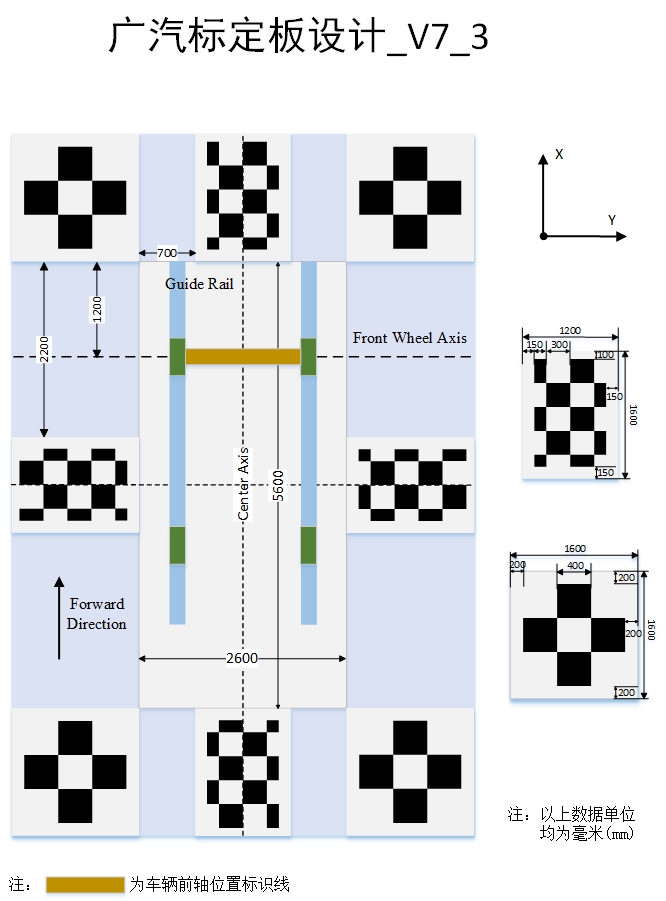 广汽标定板设计_V7_3
X
Y
700
Guide Rail
1200
2200
Front Wheel Axis
1200
150
300
100
150
1600
150
Center Axis
5600
Forward
Direction
2600
1600
200
400
200
200
1600
200
注：以上数据单位
均为毫米(mm)
注：
为车辆前轴位置标识线